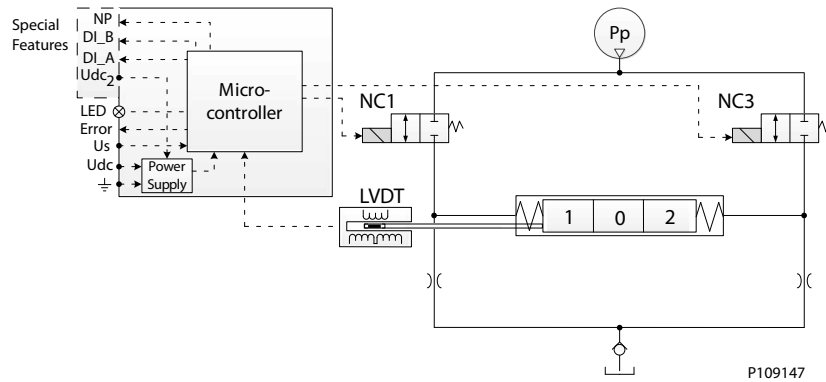 Special
Features
NP
DI_B
DI_A
Udc2
LED
Error
Us
Udc
Micro-
controller
Power
Supply
Pp
NC1
NC3
LVDT
1 0 2
P109147